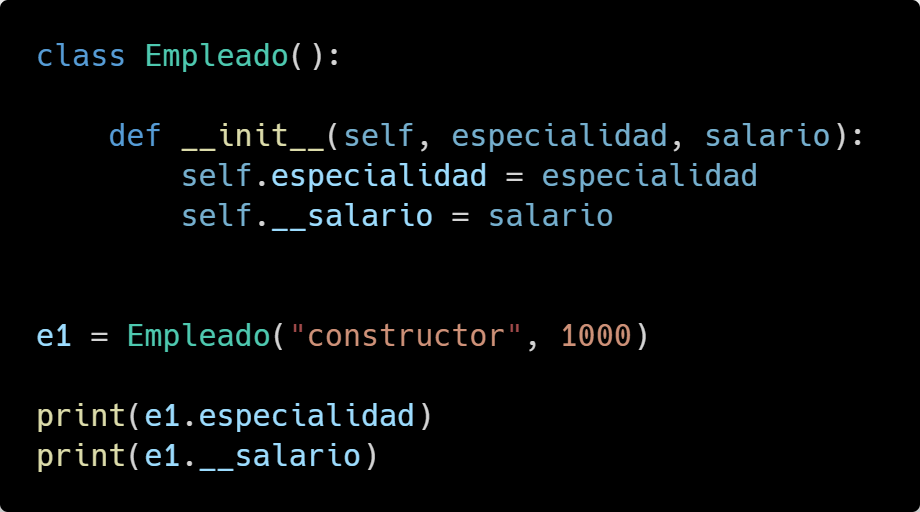 class Empleado():
def __init__(self, especialidad, salario):
self.especialidad = especialidad
self.__salario = salario
e1 = Empleado("constructor", 1000)
print(e1.especialidad)
print(e1.__salario)